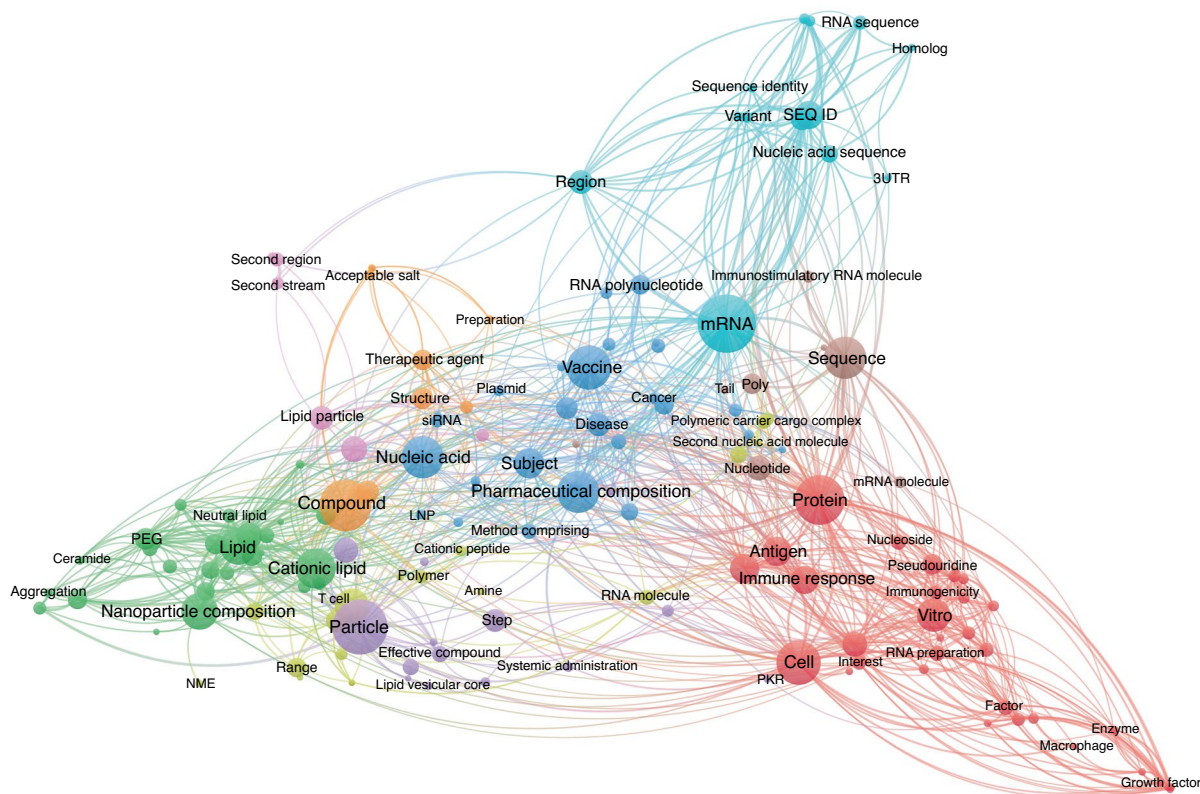 RNA sequence
Homolog
Sequence identity
Variant
SEQ ID
Nucleic acid sequence
3UTR
Region
Second region
Acceptable salt
Second stream
Immunostimulatory RNA molecule
RNA polynucleotide
Preparation
mRNA
Therapeutic agent
Sequence
Vaccine
Plasmid
Tail
Poly
Structure
Cancer
Lipid particle
siRNA
Disease
Polymeric carrier cargo complex
Second nucleic acid molecule
Nucleic acid
Subject
Nucleotide
mRNA molecule
Pharmaceutical composition
Compound
Protein
Neutral lipid
LNP
Method comprising
PEG
Lipid
Cationic peptide
Antigen
Nucleoside
Ceramide
Cationic lipid
Polymer
Immune response
Pseudouridine
Aggregation
T cell
Amine
RNA molecule
Immunogenicity
Nanoparticle composition
Particle
Step
Vitro
Effective compound
RNA preparation
Range
Systemic administration
Cell
Interest
NME
Lipid vesicular core
PKR
Factor
Enzyme
Macrophage
Growth factor